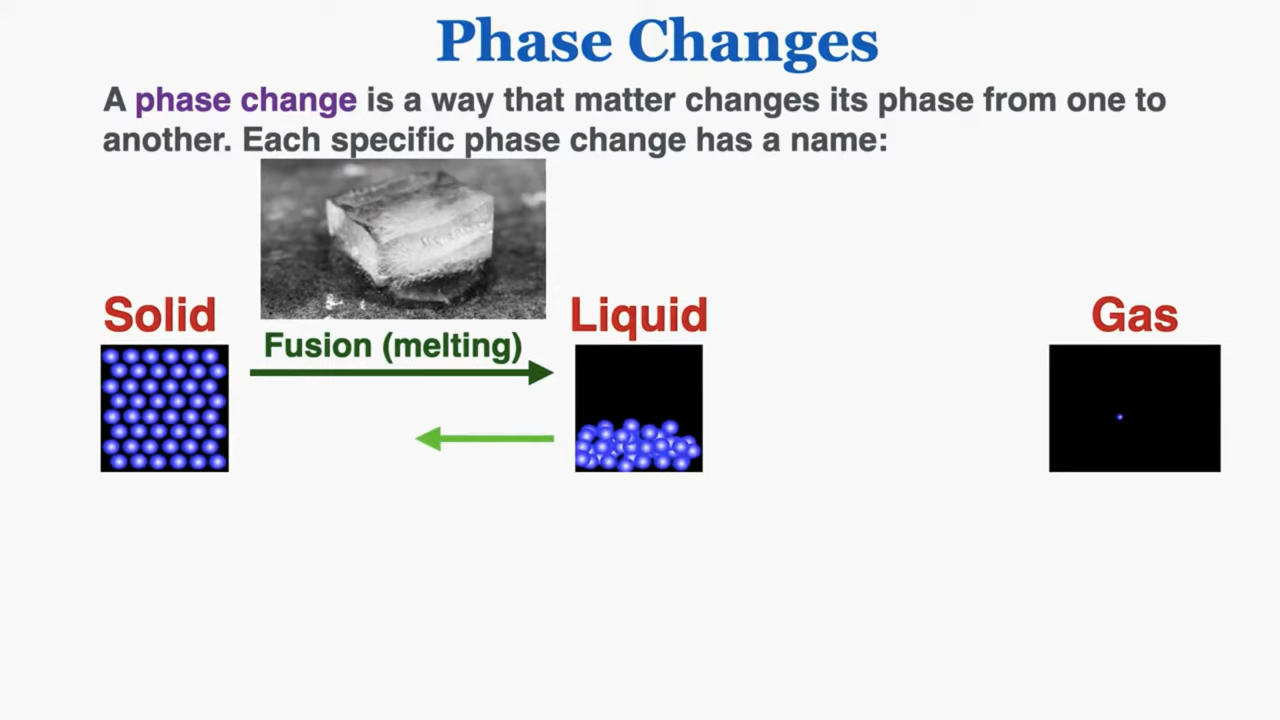 Phase Changes
A phase change is a way that matter changes its phase from one to
another. Each specific phase change has a name:
Solid
Liquid
Gas
Fusion (melting)